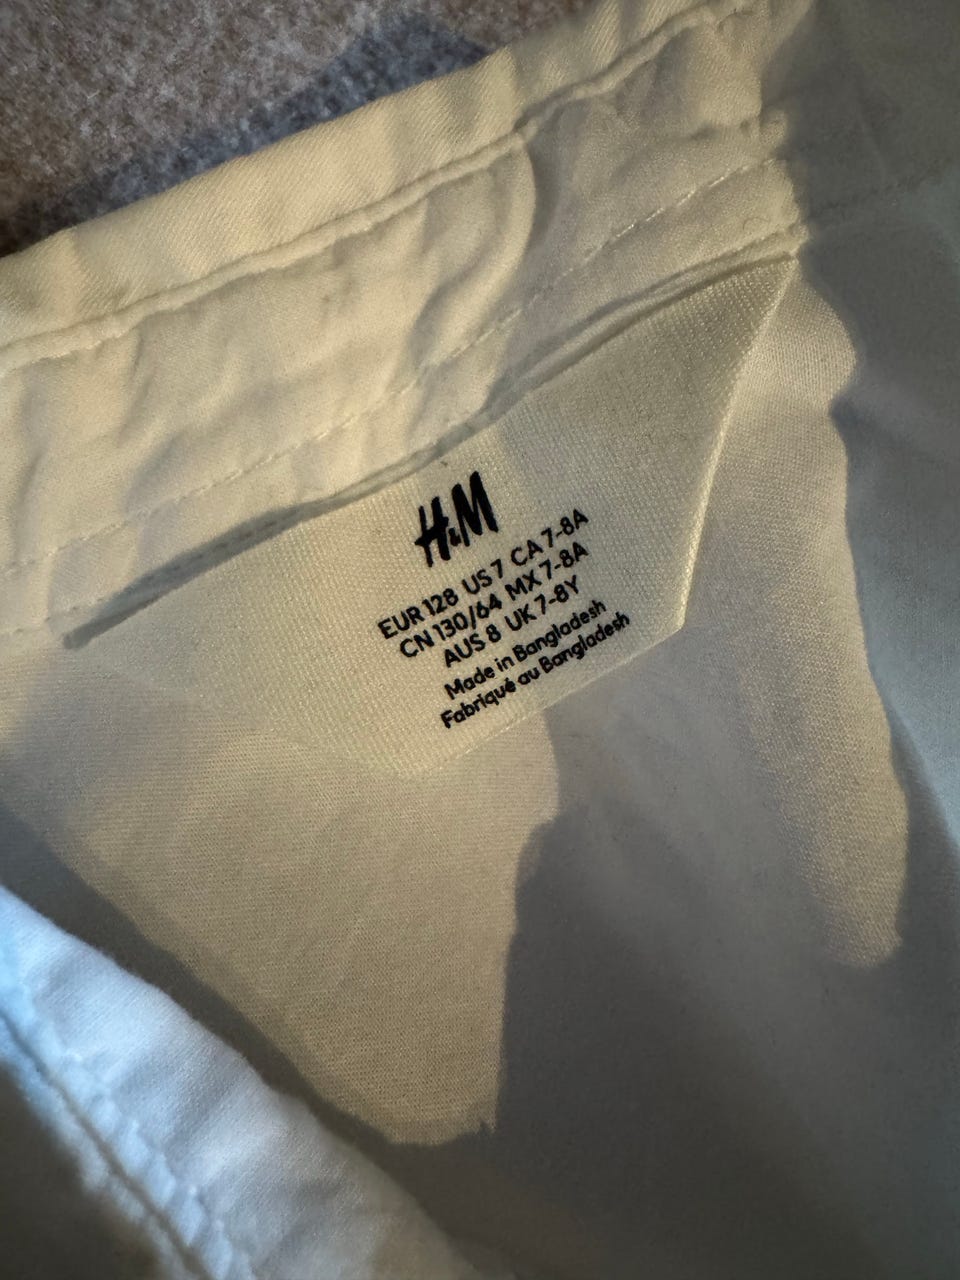 H&M
EUR 128 US 7 CA 7-8A
CN 130/64 MX 7-8A
AUS 8 UK 7-8Y
Made in Bangladesh
Fabriqué au Bangladesh